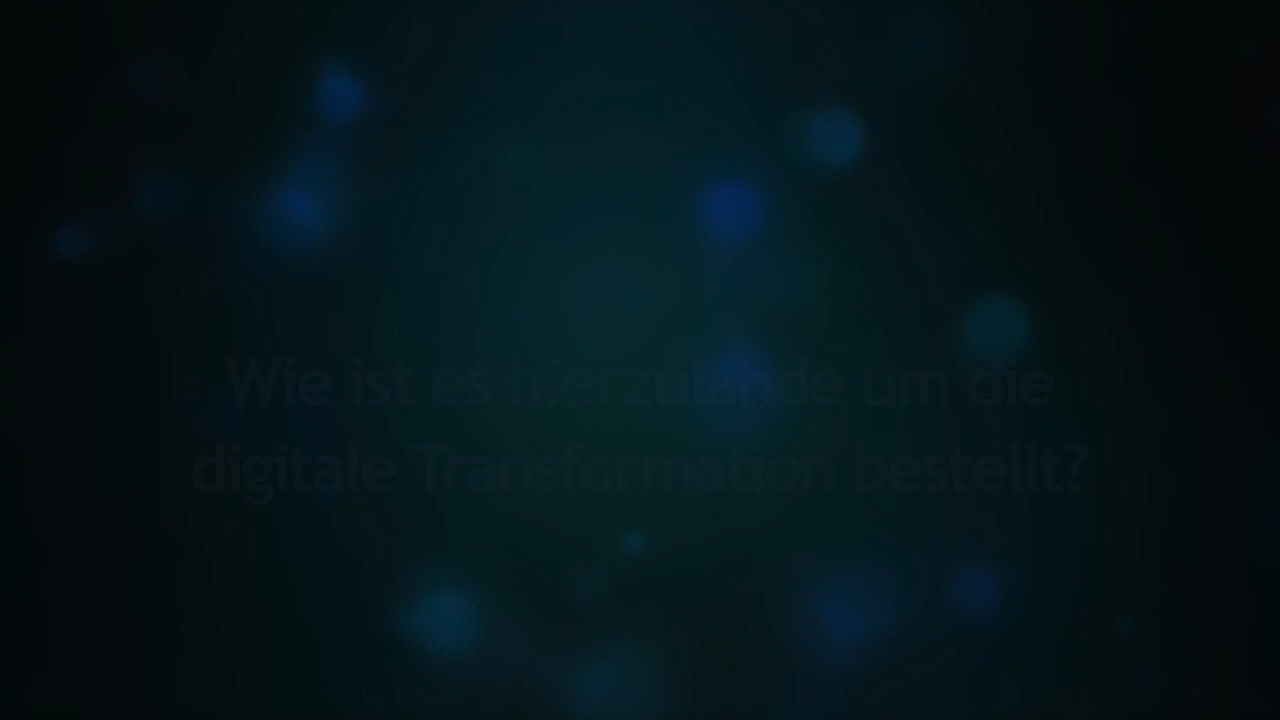 Wie ist es hierzulande um die
digitale Transformation bestellt?